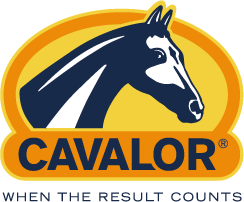 CAVALOR®
WHEN THE RESULT COUNTS